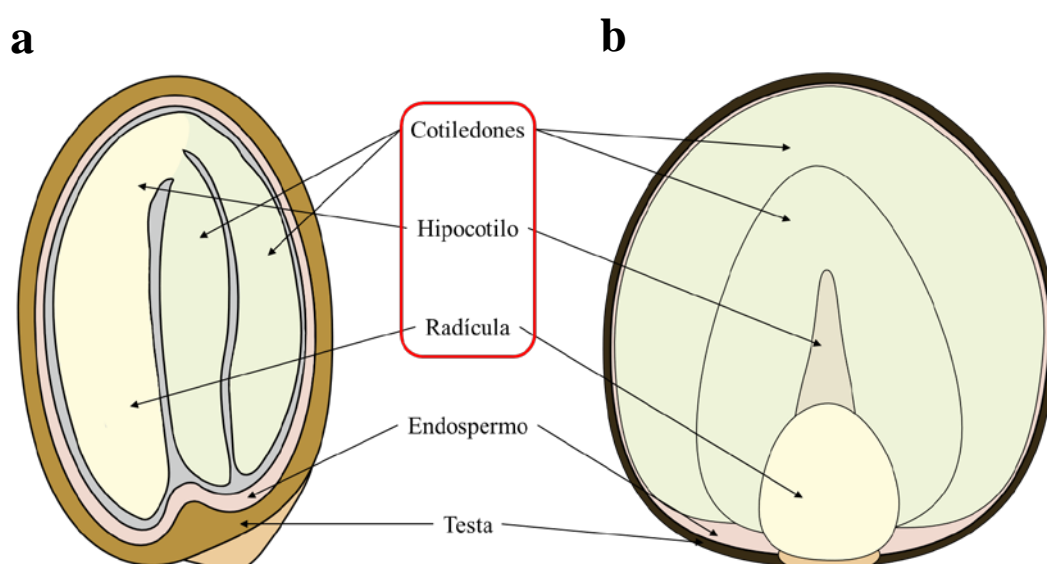 a
b
Cotiledones
Hipocotilo
Radícula
Endospermo
Testa